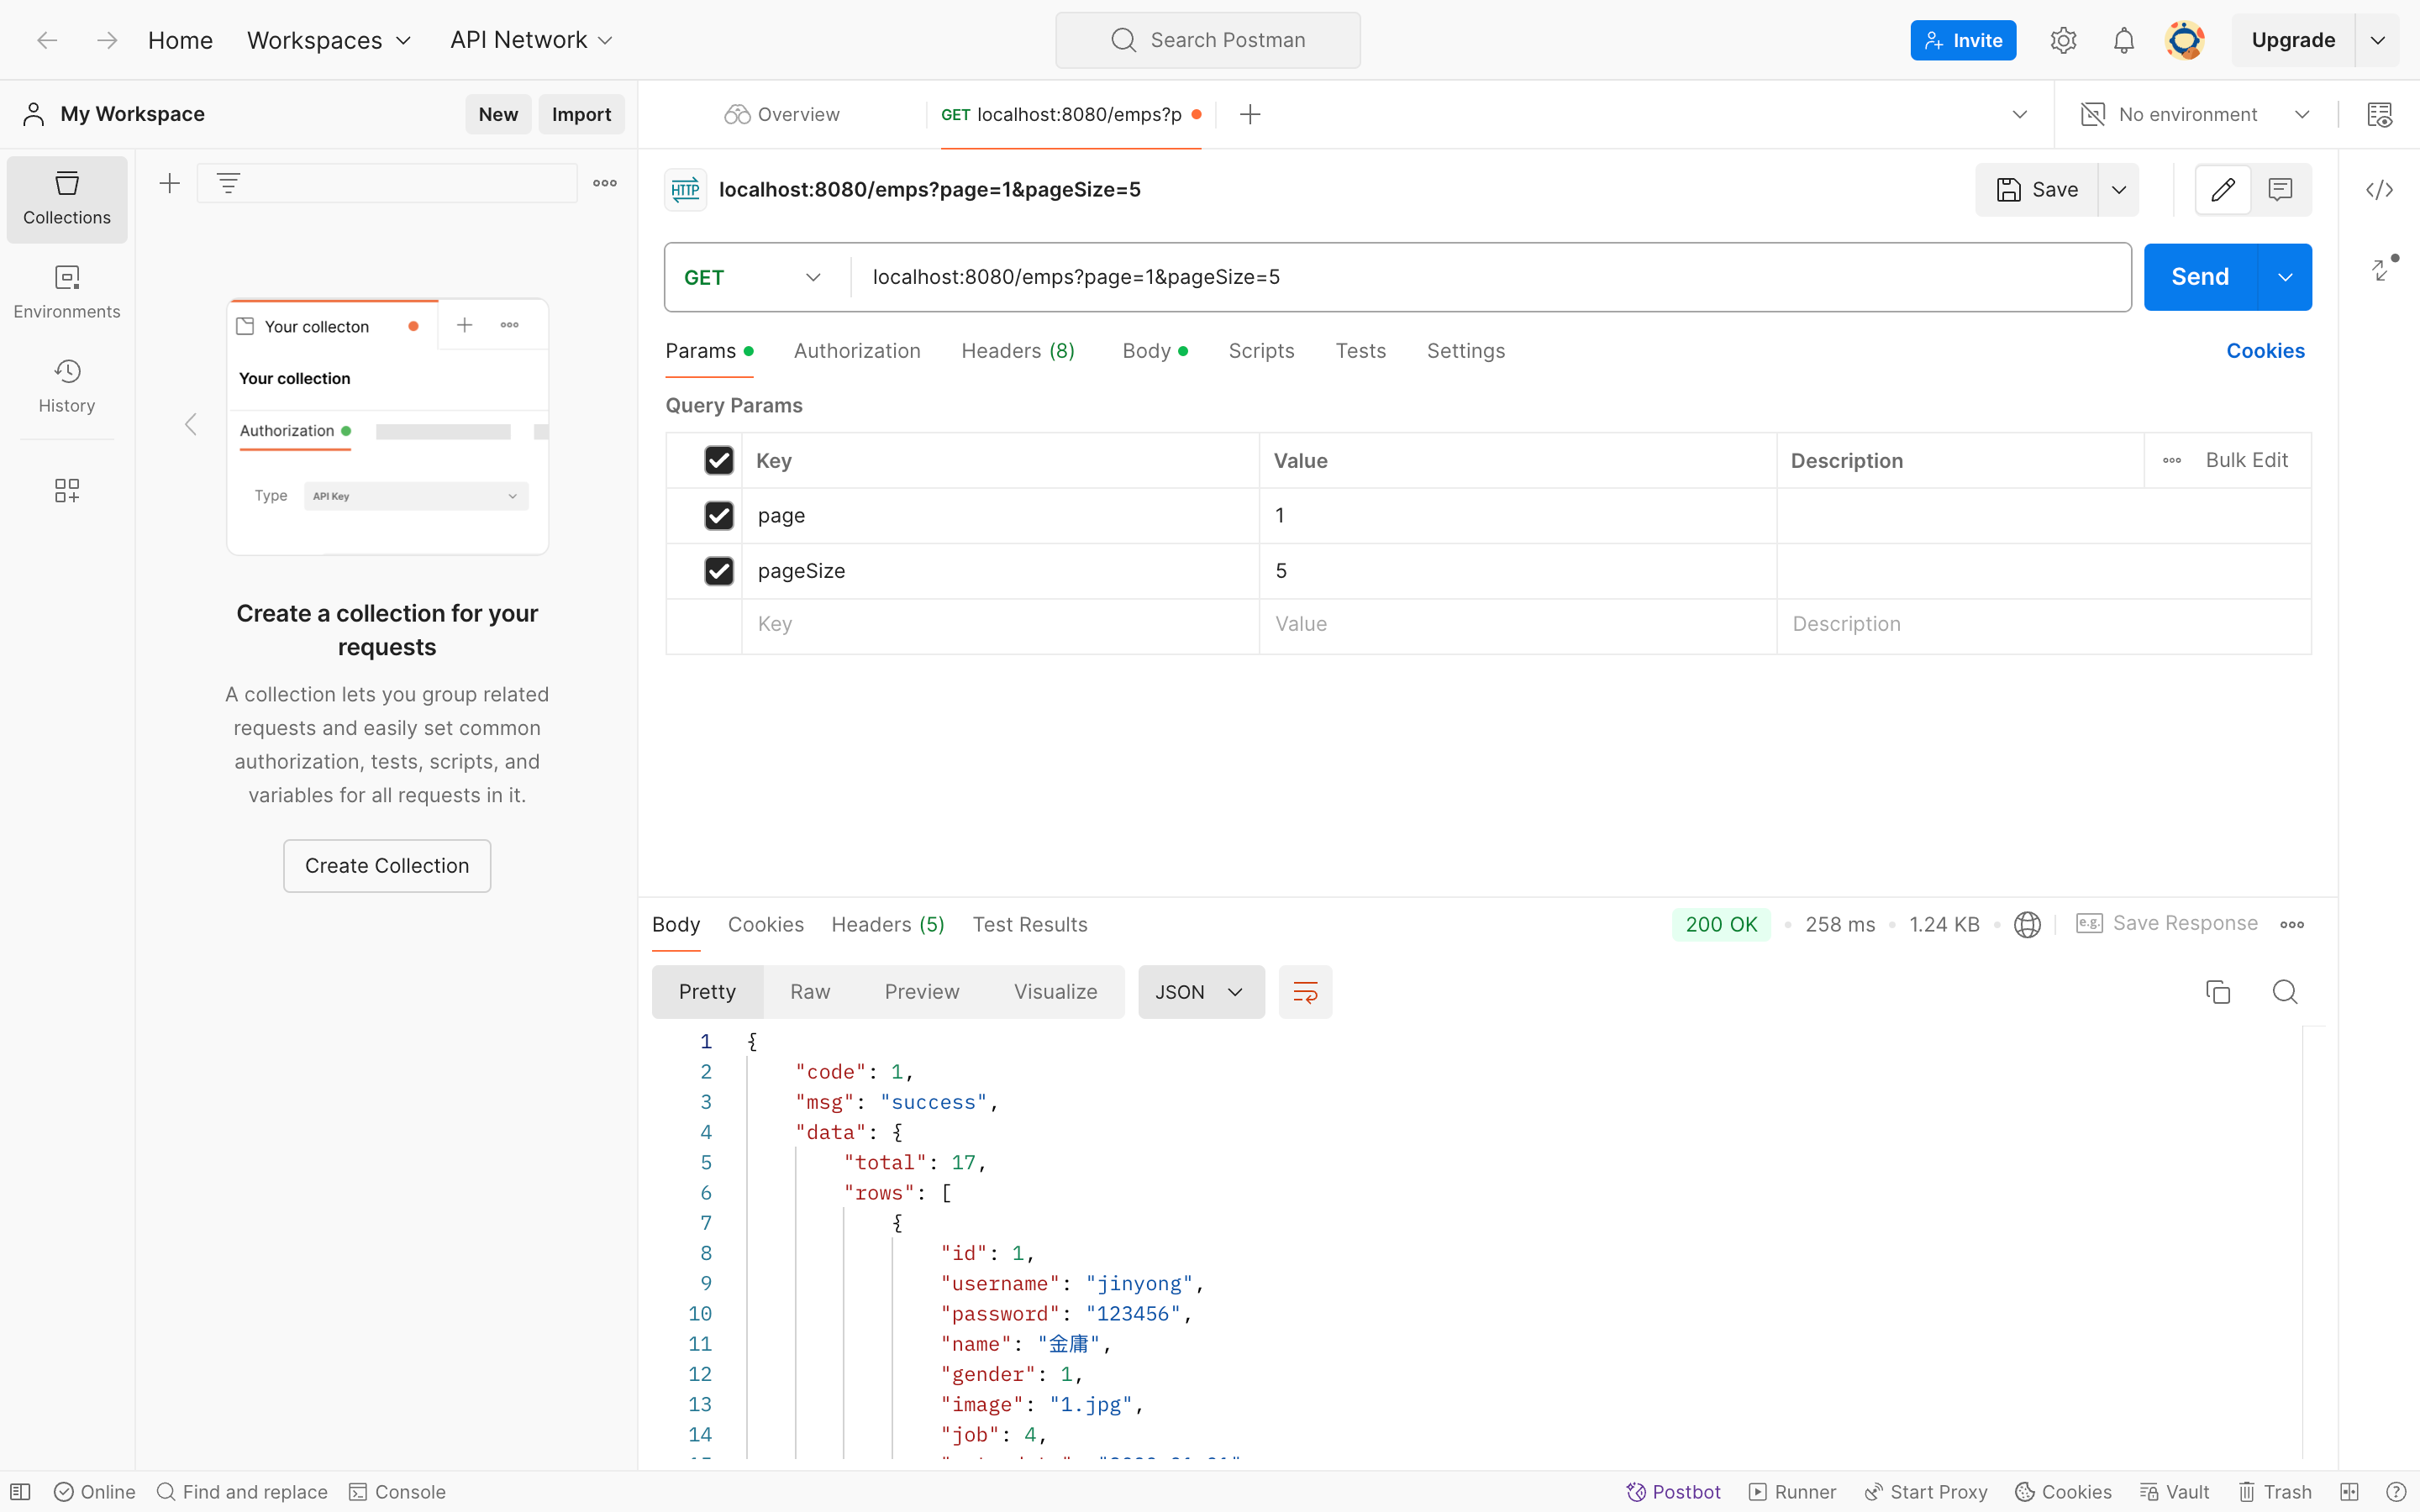 Home Workspaces API Network Search Postman Invite Upgrade
My Workspace New Import Overview GET localhost:8080/emps?p No environment
Collections
Environments
History
Your collecton
Your collection
Authorization
Type API Key
Create a collection for your
requests
A collection lets you group related
requests and easily set common
authorization, tests, scripts, and
variables for all requests in it.
Create Collection
HTTP localhost:8080/emps?page=1&pageSize=5 Save
GET localhost:8080/emps?page=1&pageSize=5 Send
Params Authorization Headers (8) Body Scripts Tests Settings Cookies
Query Params
Key Value Description Bulk Edit
page 1
pageSize 5
Key Value Description
Body Cookies Headers (5) Test Results 200 OK 258 ms 1.24 KB e.g. Save Response
Pretty Raw Preview Visualize JSON
1 {
2 "code": 1,
3 "msg": "success",
4 "data": {
5 "total": 17,
6 "rows": [
7 {
8 "id": 1,
9 "username": "jinyong",
10 "password": "123456",
11 "name": "金庸",
12 "gender": 1,
13 "image": "1.jpg",
14 "job": 4,
Online Find and replace Console Postbot Runner Start Proxy Cookies Vault Trash